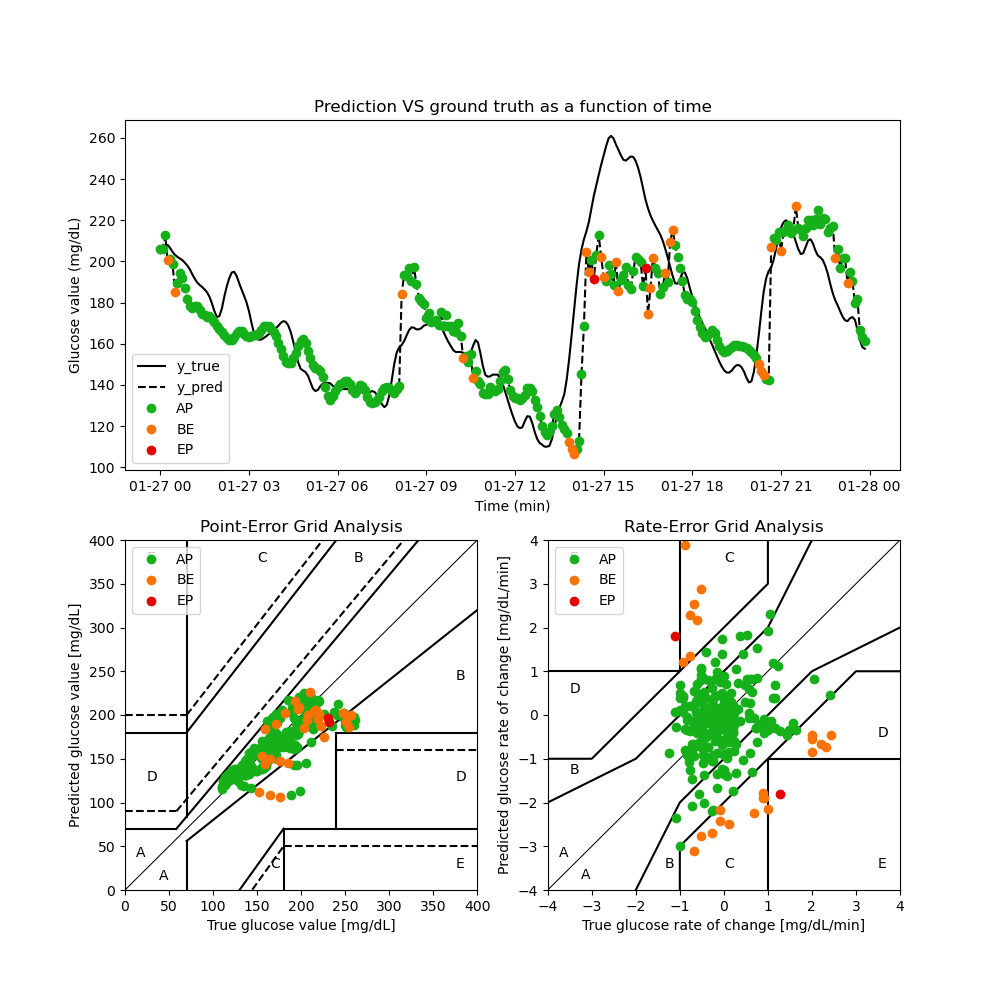 Prediction VS ground truth as a function of time
Glucose value (mg/dL)
260
240
220
200
180
160
140
120
100
y_true
y_pred
AP
BE
EP
01-27 00 01-27 03 01-27 06 01-27 09 01-27 12 01-27 15 01-27 18 01-27 21 01-28 00
Time (min)
Point-Error Grid Analysis
Predicted glucose value [mg/dL]
400
350
300
250
200
150
100
50
0
AP
BE
EP
C B
B
D D
A
A C E
0 50 100 150 200 250 300 350 400
True glucose value [mg/dL]
Rate-Error Grid Analysis
Predicted glucose rate of change [mg/dL/min]
4
3
2
1
0
−1
−2
−3
−4
AP
BE
EP
C
D
D
B
A
A B C E
−4 −3 −2 −1 0 1 2 3 4
True glucose rate of change [mg/dL/min]